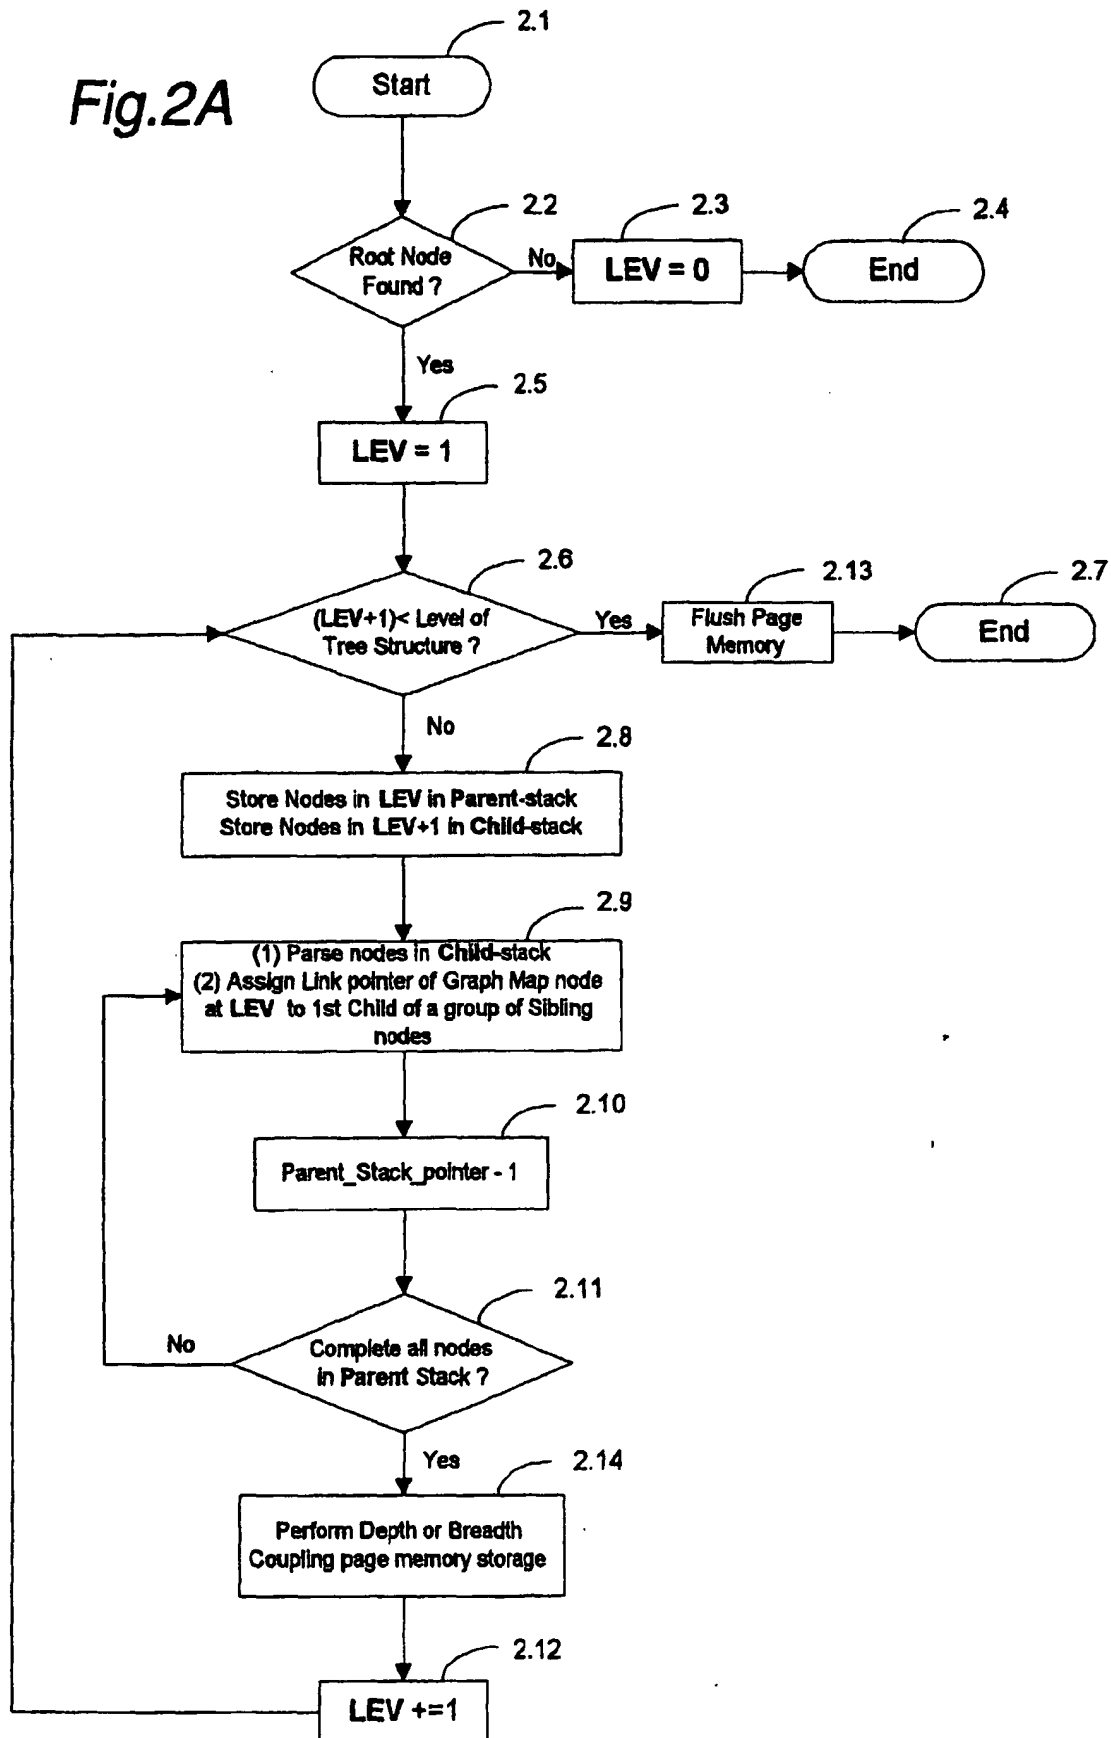 Fig.2A
2.1
Start
2.2
Root Node
Found ?
No
2.3
LEV = 0
2.4
End
Yes
2.5
LEV = 1
2.6
(LEV+1)< Level of
Tree Structure ?
Yes
2.13
Flush Page
Memory
2.7
End
No
2.8
Store Nodes in LEV in Parent-stack
Store Nodes in LEV+1 in Child-stack
2.9
(1) Parse nodes in Child-stack
(2) Assign Link pointer of Graph Map node
at LEV to 1st Child of a group of Sibling
nodes
2.10
Parent_Stack_pointer - 1
2.11
Complete all nodes
in Parent Stack ?
No
Yes
2.14
Perform Depth or Breadth
Coupling page memory storage
2.12
LEV +=1